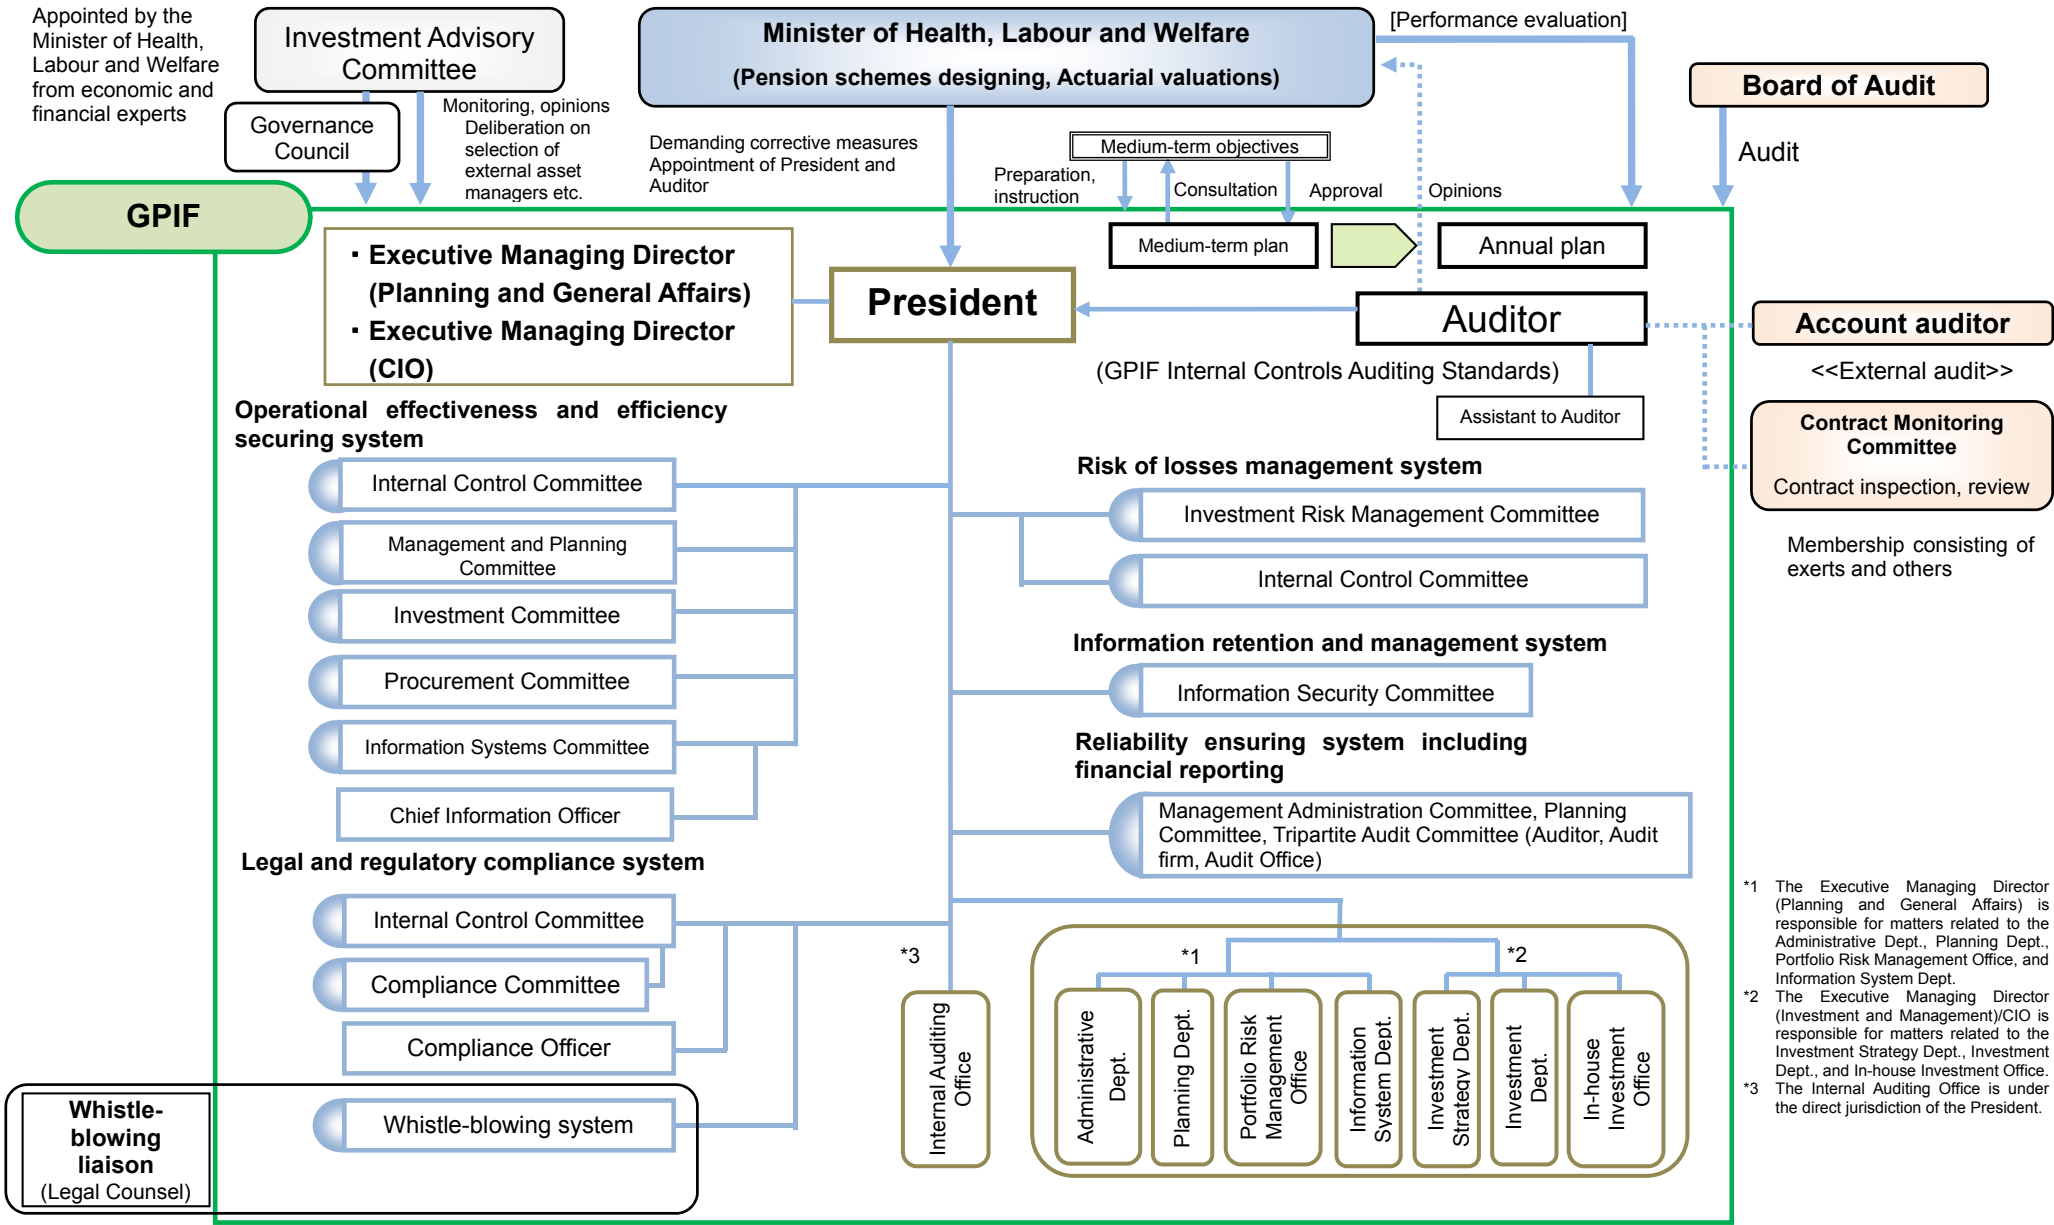 Appointed by the
Minister of Health,
Labour and Welfare
from economic and
financial experts
Investment Advisory
Committee
Governance
Council
Monitoring, opinions
Deliberation on
selection of
external asset
managers etc.
Minister of Health, Labour and Welfare
(Pension schemes designing, Actuarial valuations)
[Performance evaluation]
Board of Audit
Audit
Demanding corrective measures
Appointment of President and
Auditor
Medium-term objectives
Preparation,
instruction
Consultation
Approval
Opinions
GPIF
・Executive Managing Director
(Planning and General Affairs)
・Executive Managing Director
(CIO)
President
Medium-term plan
Annual plan
Auditor
(GPIF Internal Controls Auditing Standards)
Assistant to Auditor
Account auditor
<<External audit>>
Contract Monitoring
Committee
Contract inspection, review
Membership consisting of
exerts and others
Operational effectiveness and efficiency
securing system
Internal Control Committee
Management and Planning
Committee
Investment Committee
Procurement Committee
Information Systems Committee
Chief Information Officer
Legal and regulatory compliance system
Internal Control Committee
Compliance Committee
Compliance Officer
Whistle-blowing system
Whistle-
blowing
liaison
(Legal Counsel)
Risk of losses management system
Investment Risk Management Committee
Internal Control Committee
Information retention and management system
Information Security Committee
Reliability ensuring system including
financial reporting
Management Administration Committee, Planning
Committee, Tripartite Audit Committee (Auditor, Audit
firm, Audit Office)
*3
*1
*2
Internal Auditing
Office
Administrative
Dept.
Planning Dept.
Portfolio Risk
Management
Office
Information
System Dept.
Investment
Strategy Dept.
Investment
Dept.
In-house
Investment
Office
*1 The Executive Managing Director
(Planning and General Affairs) is
responsible for matters related to the
Administrative Dept., Planning Dept.,
Portfolio Risk Management Office, and
Information System Dept.
*2 The Executive Managing Director
(Investment and Management)/CIO is
responsible for matters related to the
Investment Strategy Dept., Investment
Dept., and In-house Investment Office.
*3 The Internal Auditing Office is under
the direct jurisdiction of the President.